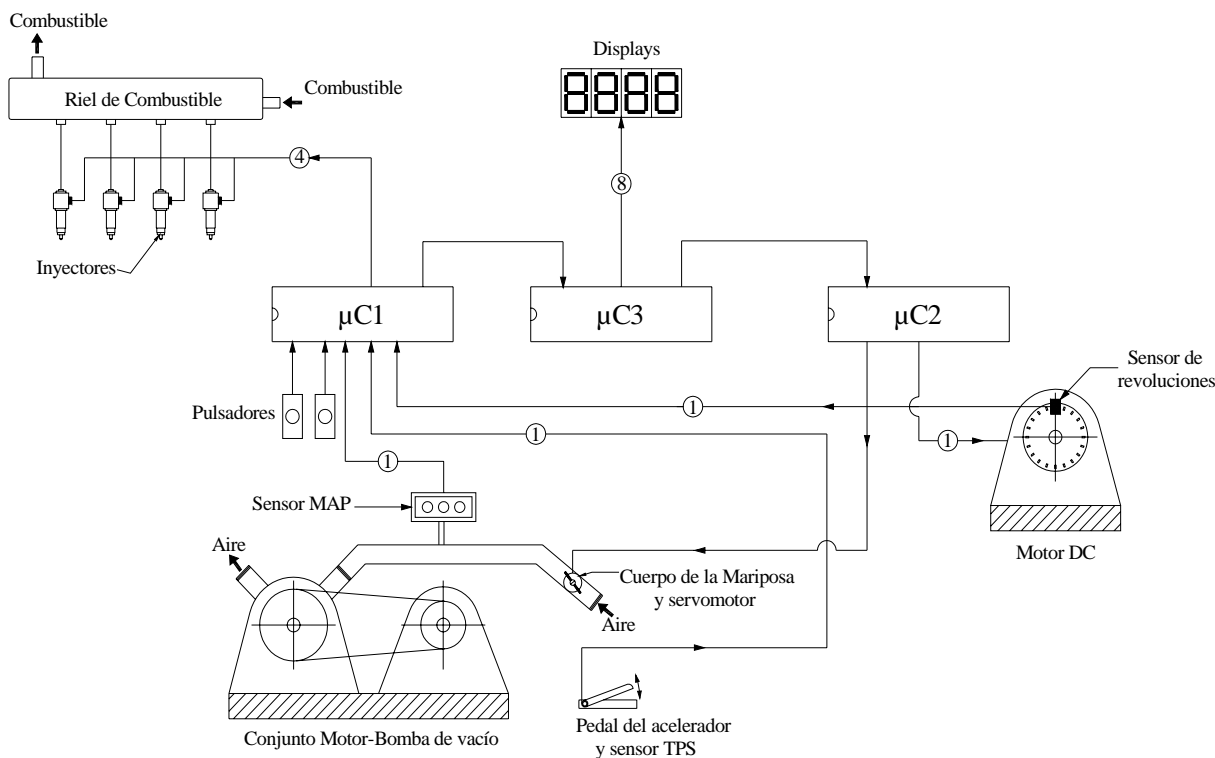 Combustible
Combustible
Riel de Combustible
Displays
8888
4
8
Inyectores
µC1
µC3
µC2
Sensor de
revoluciones
Pulsadores
1
1
1
1
Sensor MAP
Aire
Motor DC
Cuerpo de la Mariposa
y servomotor
Aire
Pedal del acelerador
y sensor TPS
Conjunto Motor-Bomba de vacío